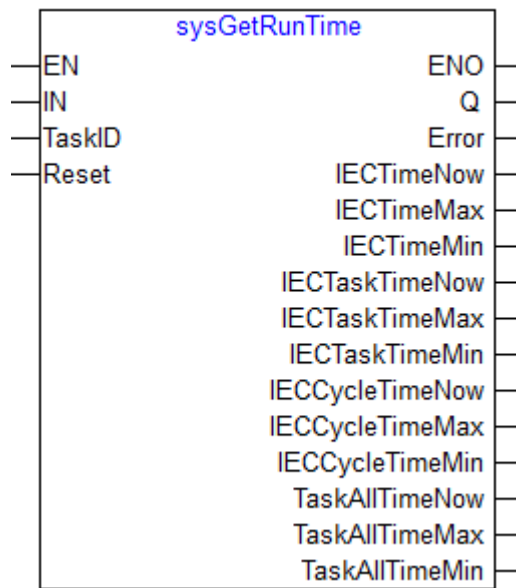 sysGetRunTime
EN ENO
IN Q
TaskID Error
Reset IECTimeNow
IECTimeMax
IECTimeMin
IECTaskTimeNow
IECTaskTimeMax
IECTaskTimeMin
IECCycleTimeNow
IECCycleTimeMax
IECCycleTimeMin
TaskAllTimeNow
TaskAllTimeMax
TaskAllTimeMin